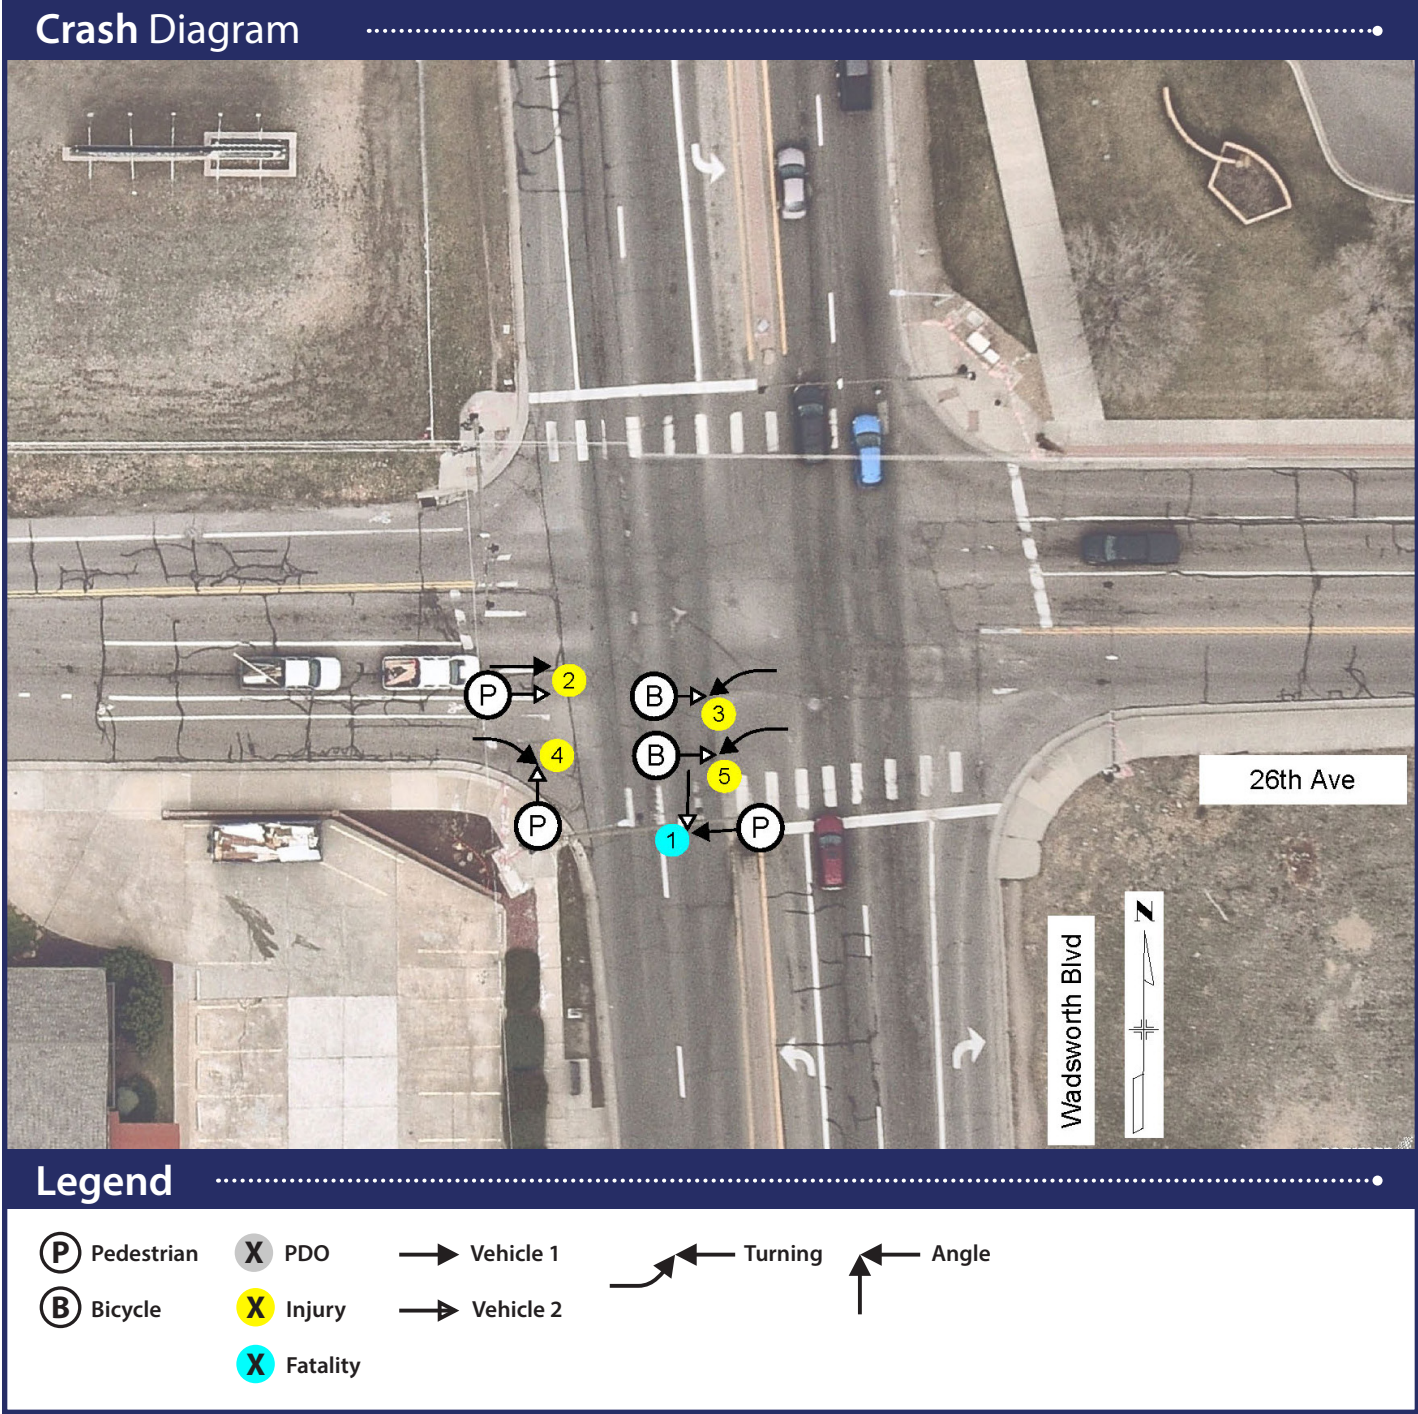 Crash Diagram
P
2
B
3
4
B
5
P
1
P
26th Ave
Wadsworth Blvd
N
Legend
P Pedestrian X PDO Vehicle 1 Turning Angle
B Bicycle X Injury Vehicle 2
X Fatality